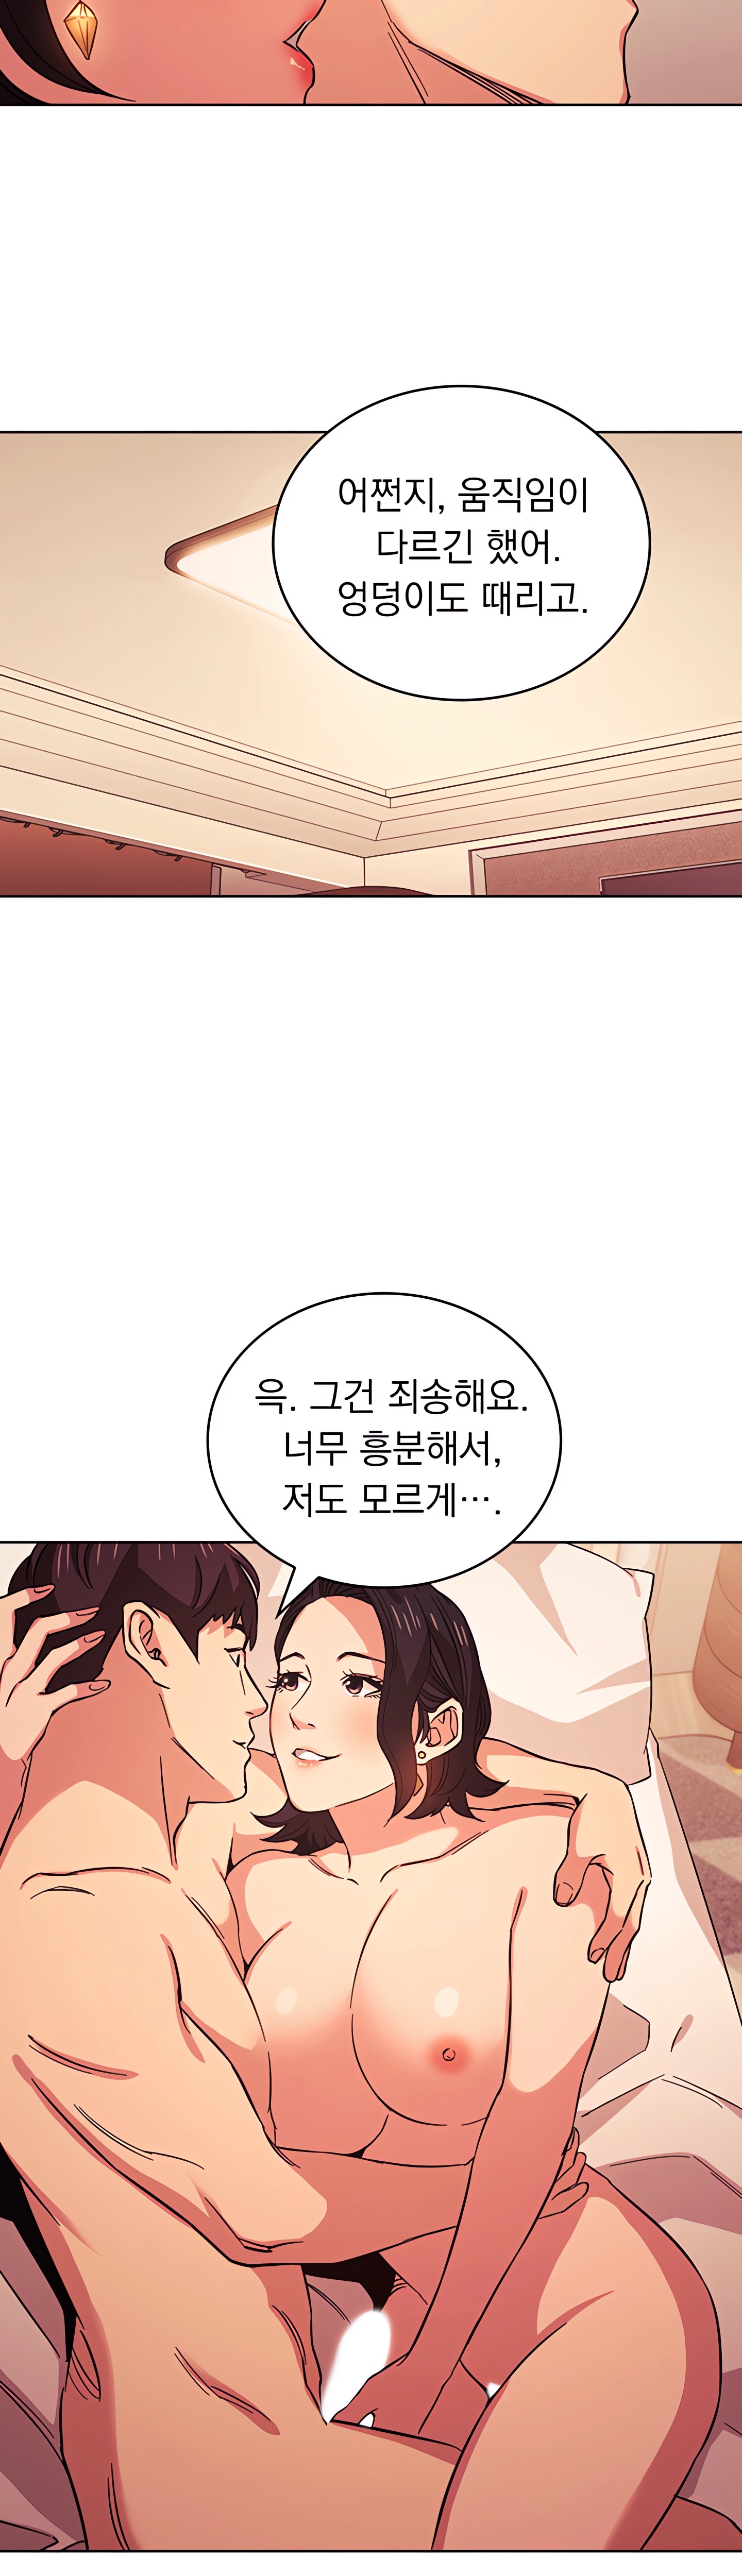 어쩐지, 움직임이
다르긴 했어.
엉덩이도 때리고.
윽. 그건 죄송해요.
너무 흥분해서,
저도 모르게….